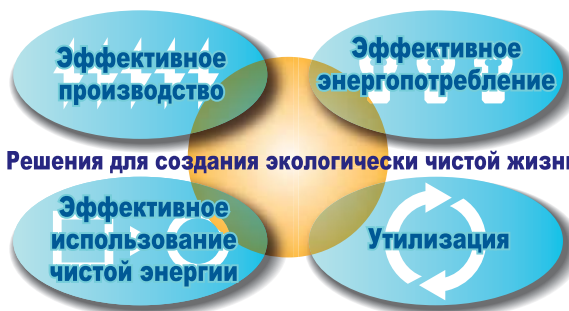 Эффективное
производство
Эффективное
энергопотребление
Решения для создания экологически чистой жизни
Эффективное
использование
чистой энергии
Утилизация